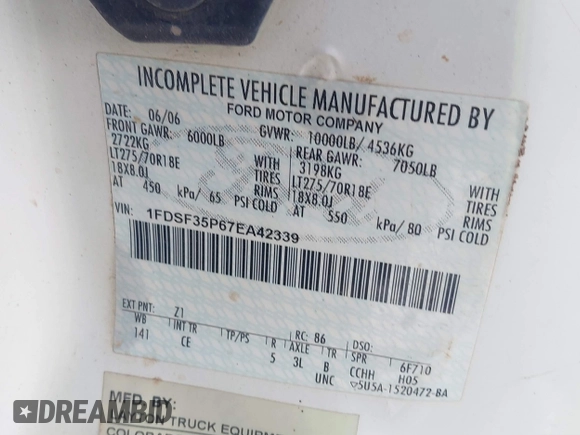 INCOMPLETE VEHICLE MANUFACTURED BY
FORD MOTOR COMPANY
DATE: 06/06 GVWR: 10000LB/ 4536KG
FRONT GAWR: 6000LB REAR GAWR: 7050LB
2722KG WITH 3198KG WITH
LT275/70R18E TIRES LT275/70R18E TIRES
18X8.0J RIMS 18X8.0J RIMS
AT 450 kPa/ 65 PSI COLD AT 550 kPa/ 80 PSI COLD
VIN: 1FDSF35P67EA42339
EXT PNT: Z1 RC: 86 DSO:
WB INT TR TP/PS R AXLE TR SPR 6F710
141 CE 5 3L B CCHH H05
UNC 5U5A-1520472-BA
MFD. BY:
TRUCK EQUIPME
COLORA
DREAMBID